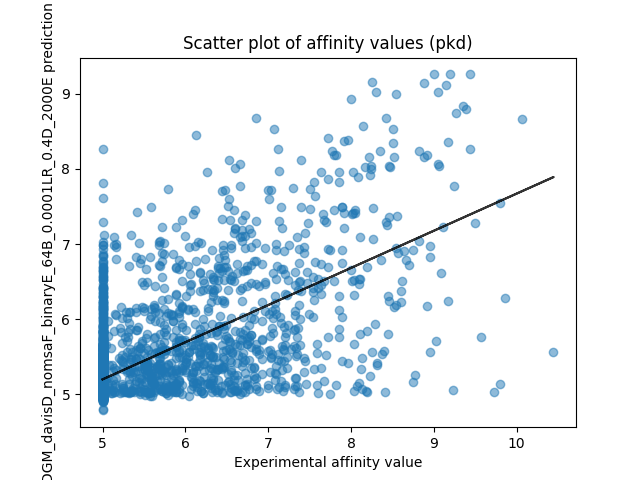 Scatter plot of affinity values (pkd)
DGM_davisD_nomsaF_binaryE_64B_0.0001LR_0.4D_2000E prediction
9
8
7
6
5
5 6 7 8 9 10
Experimental affinity value